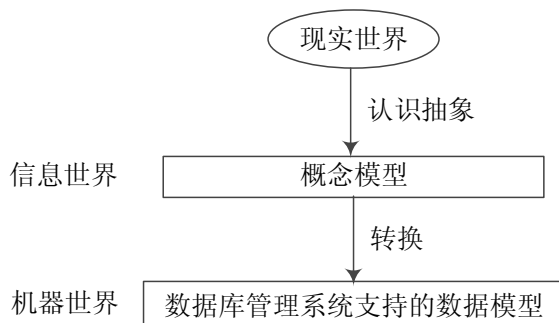 现实世界
认识抽象
信息世界
概念模型
转换
机器世界
数据库管理系统支持的数据模型